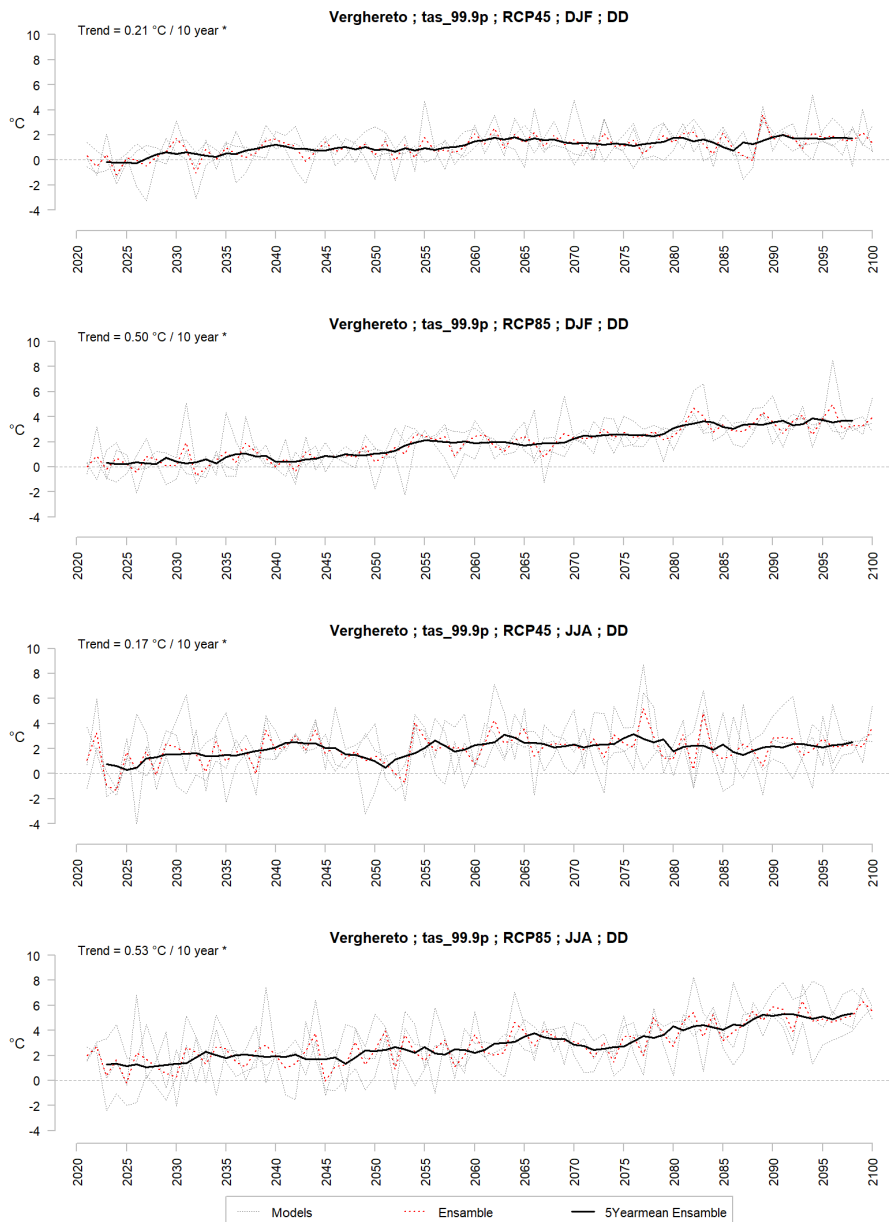 Verghereto ; tas_99.9p ; RCP45 ; DJF ; DD
Trend = 0.21 °C / 10 year *
10
8
6
4
2
0
-2
-4
°C
2020 2025 2030 2035 2040 2045 2050 2055 2060 2065 2070 2075 2080 2085 2090 2095 2100
Verghereto ; tas_99.9p ; RCP85 ; DJF ; DD
Trend = 0.50 °C / 10 year *
10
8
6
4
2
0
-2
-4
°C
2020 2025 2030 2035 2040 2045 2050 2055 2060 2065 2070 2075 2080 2085 2090 2095 2100
Verghereto ; tas_99.9p ; RCP45 ; JJA ; DD
Trend = 0.17 °C / 10 year *
10
8
6
4
2
0
-2
-4
°C
2020 2025 2030 2035 2040 2045 2050 2055 2060 2065 2070 2075 2080 2085 2090 2095 2100
Verghereto ; tas_99.9p ; RCP85 ; JJA ; DD
Trend = 0.53 °C / 10 year *
10
8
6
4
2
0
-2
-4
°C
2020 2025 2030 2035 2040 2045 2050 2055 2060 2065 2070 2075 2080 2085 2090 2095 2100
Models Ensamble 5Yearmean Ensamble